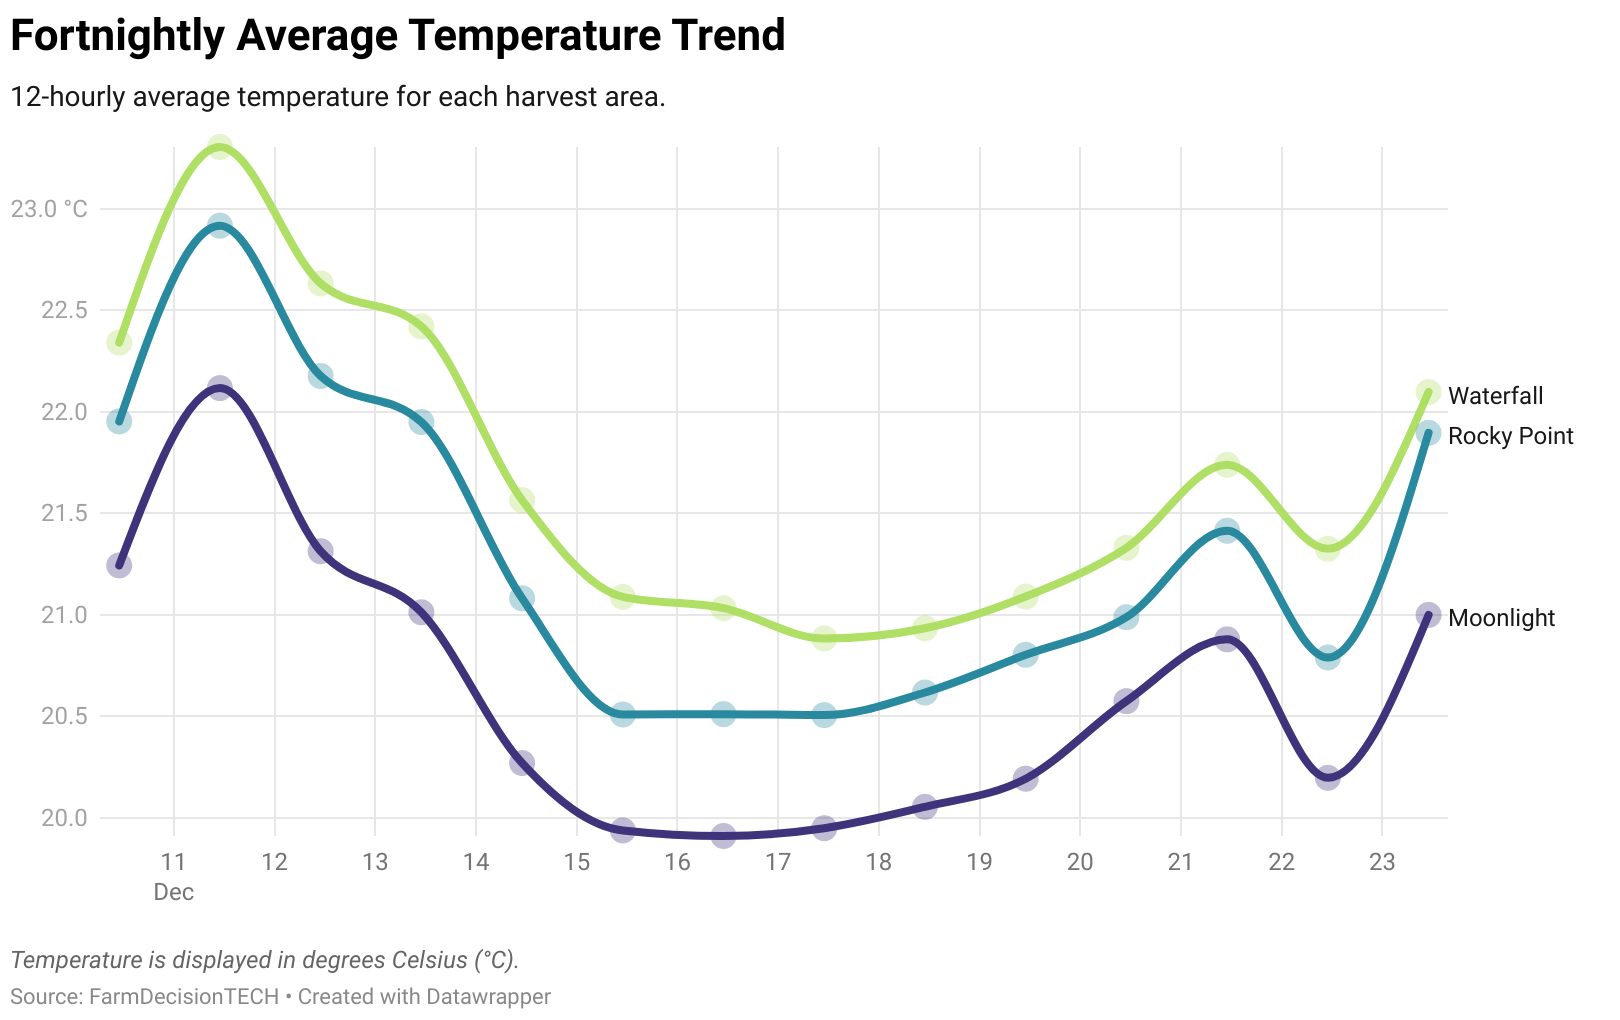 Fortnightly Average Temperature Trend
12-hourly average temperature for each harvest area.
23.0 °C
22.5
22.0
21.5
21.0
20.5
20.0
Waterfall
Rocky Point
Moonlight
11 12 13 14 15 16 17 18 19 20 21 22 23
Dec
Temperature is displayed in degrees Celsius (°C).
Source: FarmDecisionTECH • Created with Datawrapper